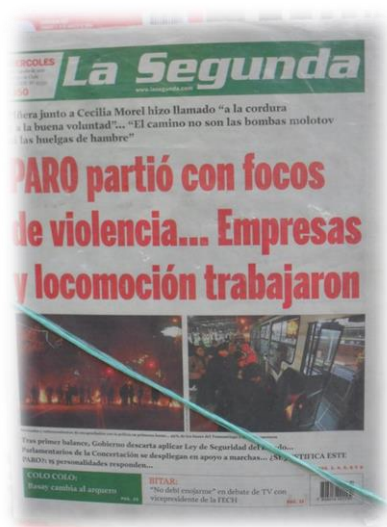 ERCOLES
La Segunda
www.lasegunda.com
junto a Cecilia Morel hizo llamado “a la cordura
a la buena voluntad”... “El camino no son las bombas molotov
las huelgas de hambre”
PARO partió con focos
de violencia... Empresas
y locomoción trabajaron
Tras primer balance, Gobierno descarta aplicar Ley de Seguridad del
Parlamentarios de la Concertación se despliegan en apoyo a marchas... ¿SE JUSTIFICA ESTE
PARO?: 15 personalidades responden...
COLO COLO:
Basay cambia al arquero
BITAR:
“No debí enojarme” en debate de TV con
vicepresidente de la FECH